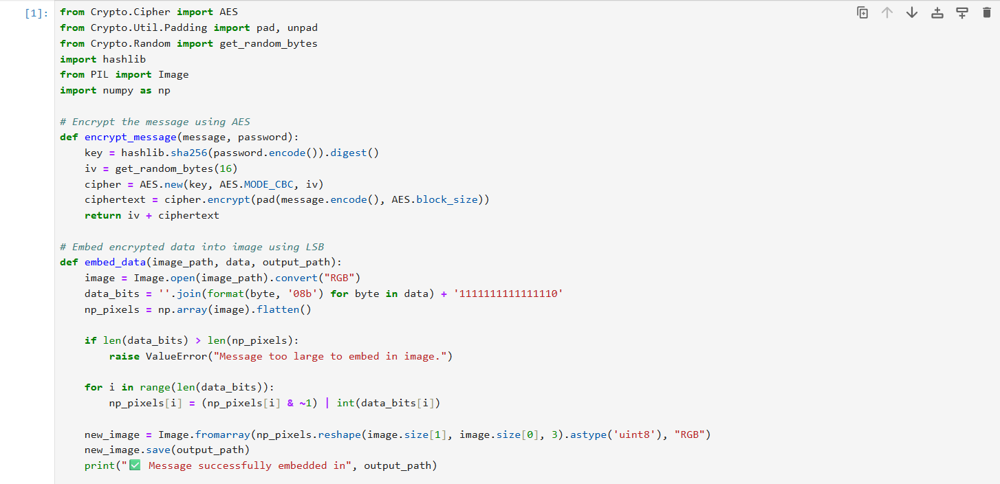 [1]:
from Crypto.Cipher import AES
from Crypto.Util.Padding import pad, unpad
from Crypto.Random import get_random_bytes
import hashlib
from PIL import Image
import numpy as np

# Encrypt the message using AES
def encrypt_message(message, password):
    key = hashlib.sha256(password.encode()).digest()
    iv = get_random_bytes(16)
    cipher = AES.new(key, AES.MODE_CBC, iv)
    ciphertext = cipher.encrypt(pad(message.encode(), AES.block_size))
    return iv + ciphertext

# Embed encrypted data into image using LSB
def embed_data(image_path, data, output_path):
    image = Image.open(image_path).convert("RGB")
    data_bits = ''.join(format(byte, '08b') for byte in data) + '1111111111111110'
    np_pixels = np.array(image).flatten()

    if len(data_bits) > len(np_pixels):
        raise ValueError("Message too large to embed in image.")

    for i in range(len(data_bits)):
        np_pixels[i] = (np_pixels[i] & ~1) | int(data_bits[i])

    new_image = Image.fromarray(np_pixels.reshape(image.size[1], image.size[0], 3).astype('uint8'), "RGB")
    new_image.save(output_path)
    print("✅ Message successfully embedded in", output_path)